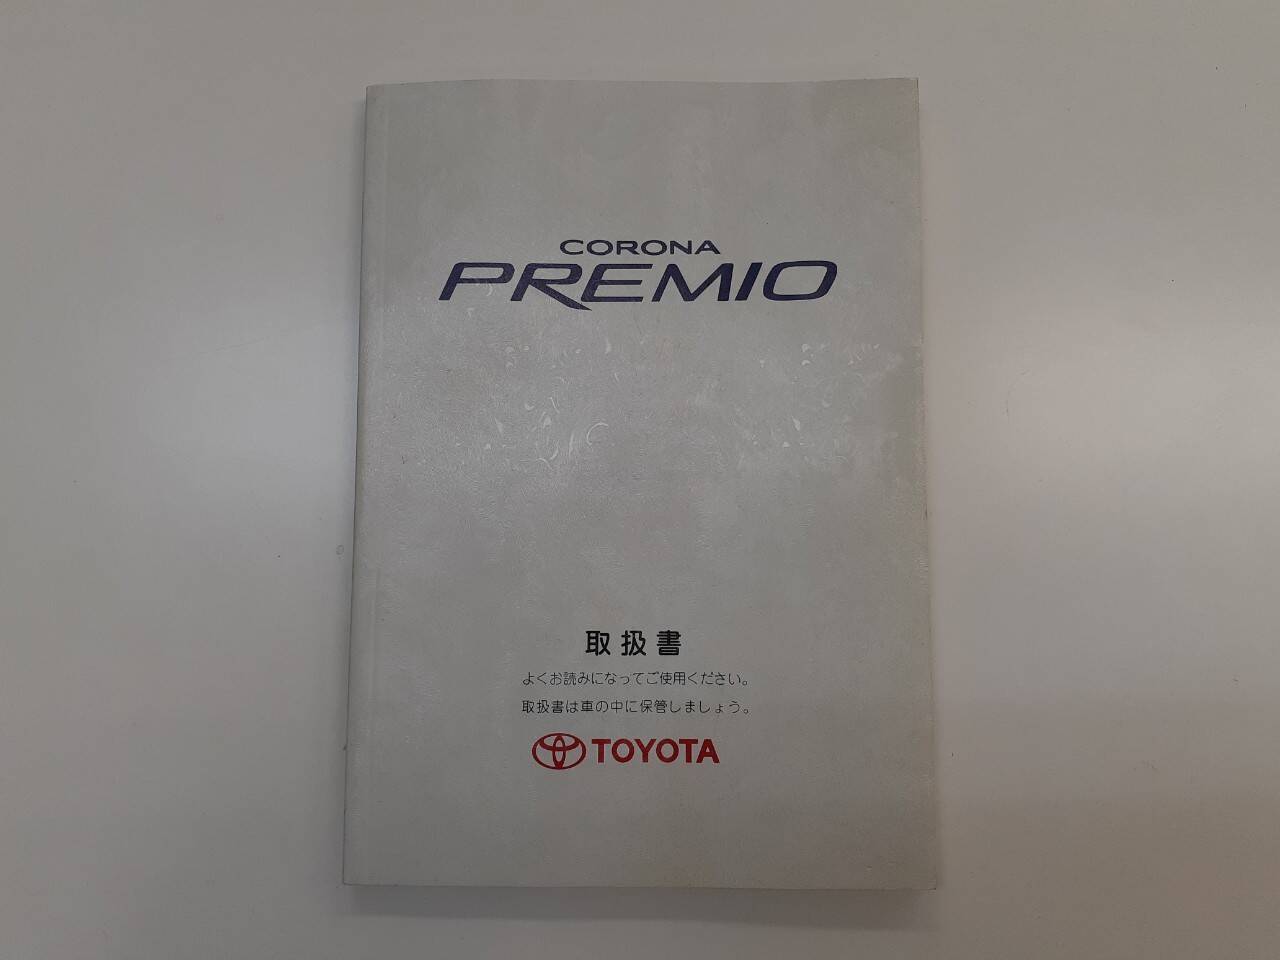 CORONA
PREMIO
取扱書
よくお読みになってご使用ください。
取扱書は車の中に保管しましょう。
TOYOTA